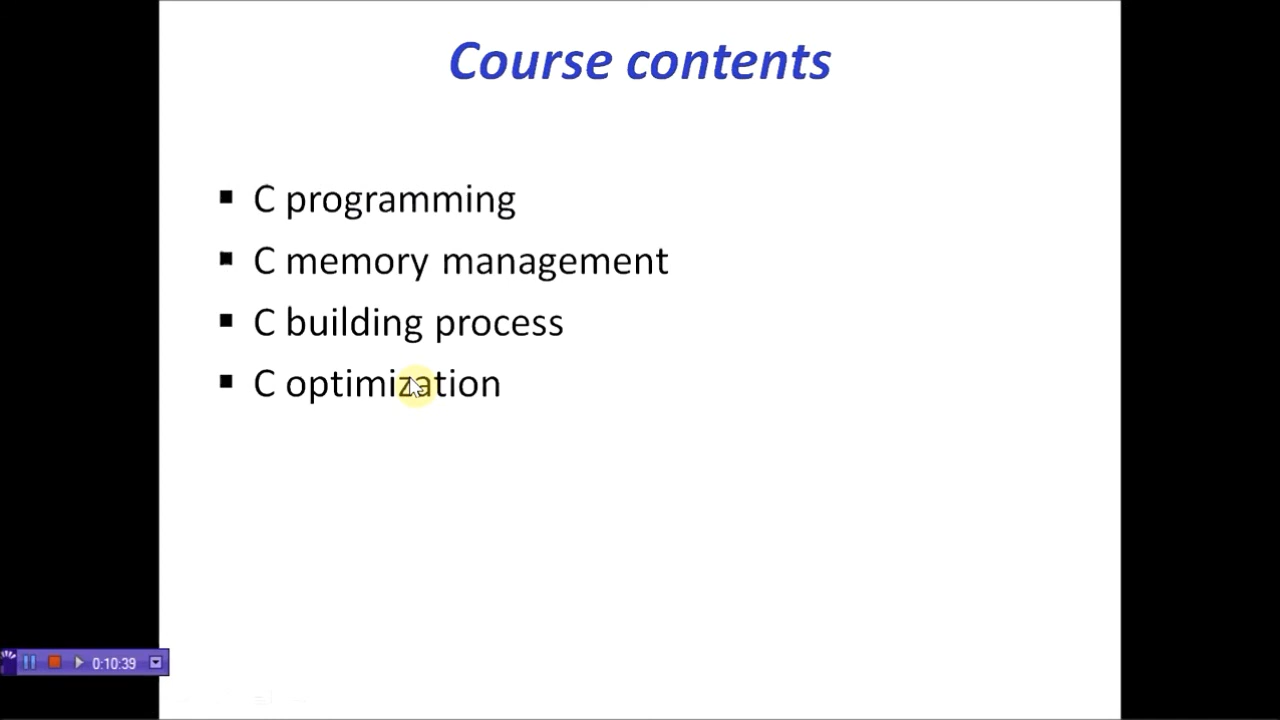 Course contents
C programming
C memory management
C building process
C optimization
0:10:39